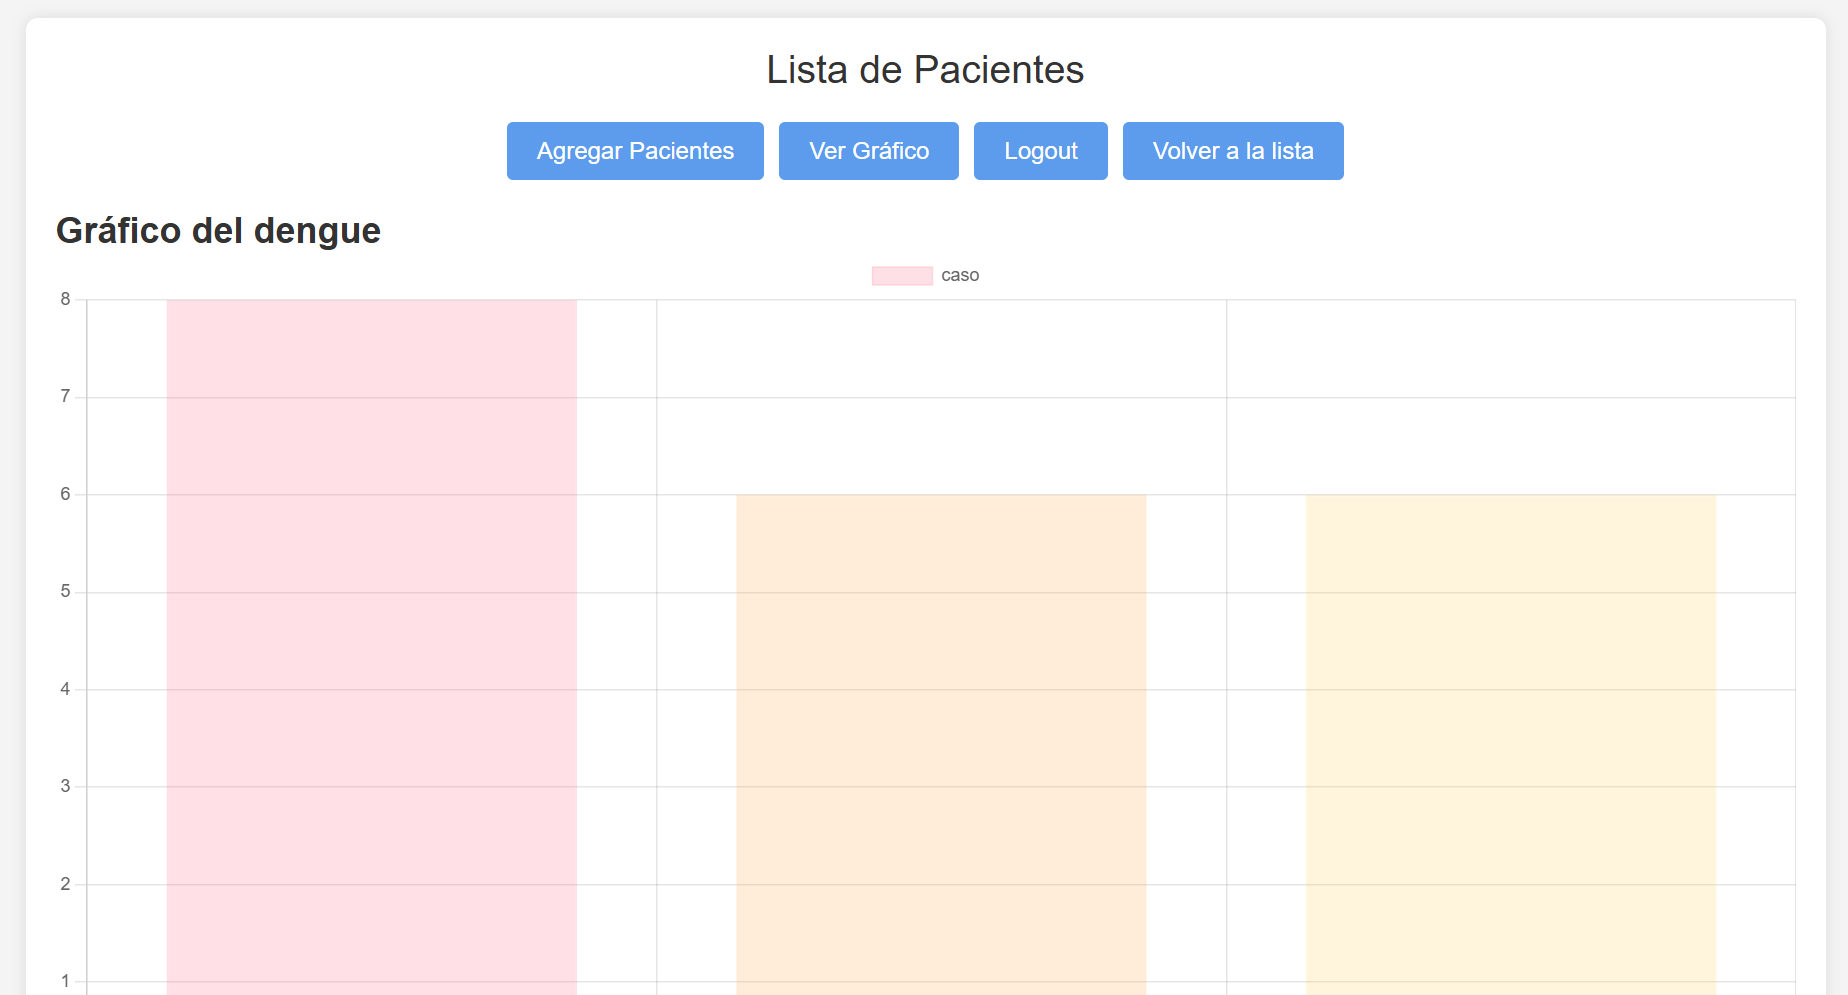 Lista de Pacientes
Agregar Pacientes Ver Gráfico Logout Volver a la lista
Gráfico del dengue
caso
8
7
6
5
4
3
2
1